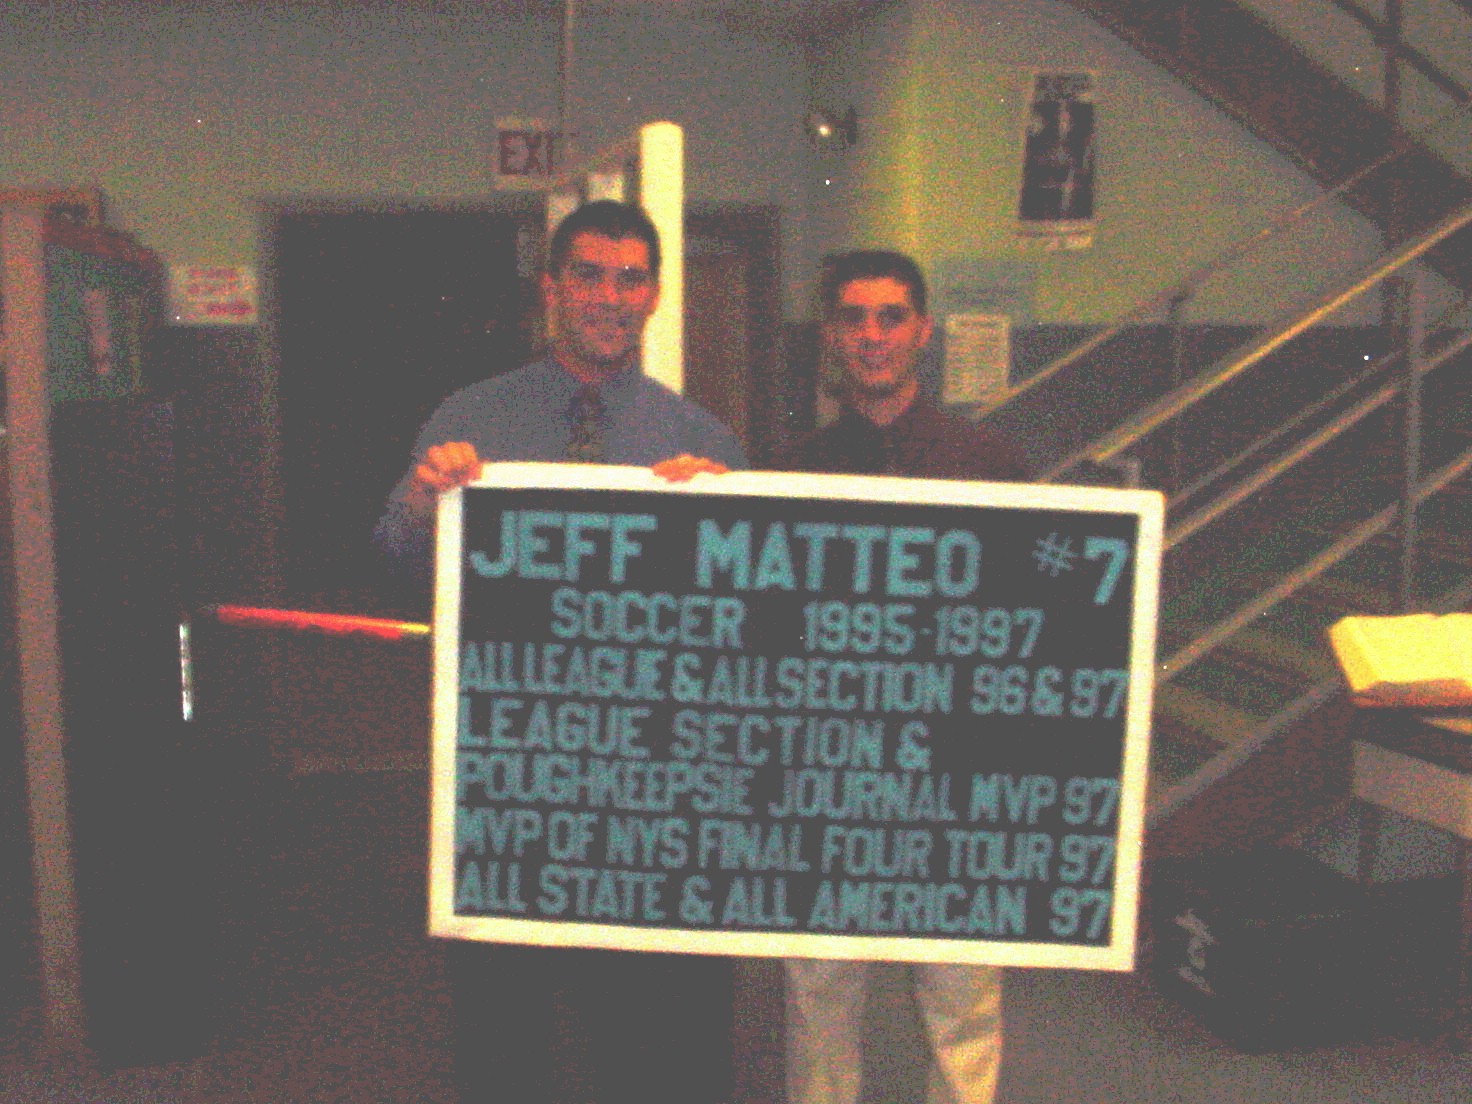 EXIT
JEFF MATTEO #7
SOCCER 1995-1997
ALL LEAGUE & ALL SECTION 96 & 97
LEAGUE SECTION &
POUGHKEEPSIE JOURNAL MVP 97
MVP OF NYS FINAL FOUR TOUR 97
ALL STATE & ALL AMERICAN 97